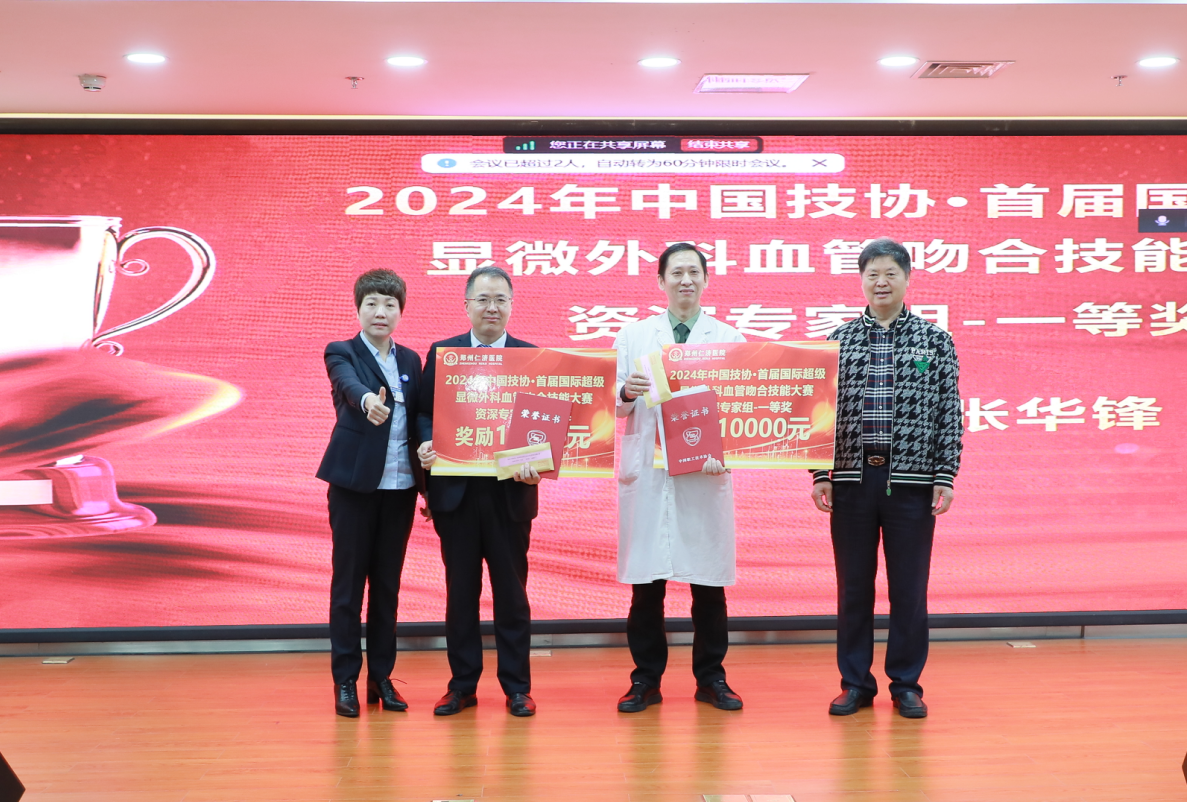 您正在共享屏幕 结束共享
会议已超过2人，自动转为60分钟限时会议。
2024年中国技协·首届国
显微外科血管吻合技能
资深专家组-一等奖
张华锋
郑州仁济医院
2024年中国技协·首届国际超级
显微外科血管吻合技能大赛
资深专
奖励1 元
荣誉证书
郑州仁济医院
2024年中国技协·首届国际超级
显微外科血管吻合技能大赛
专家组-一等奖
10000元
荣誉证书